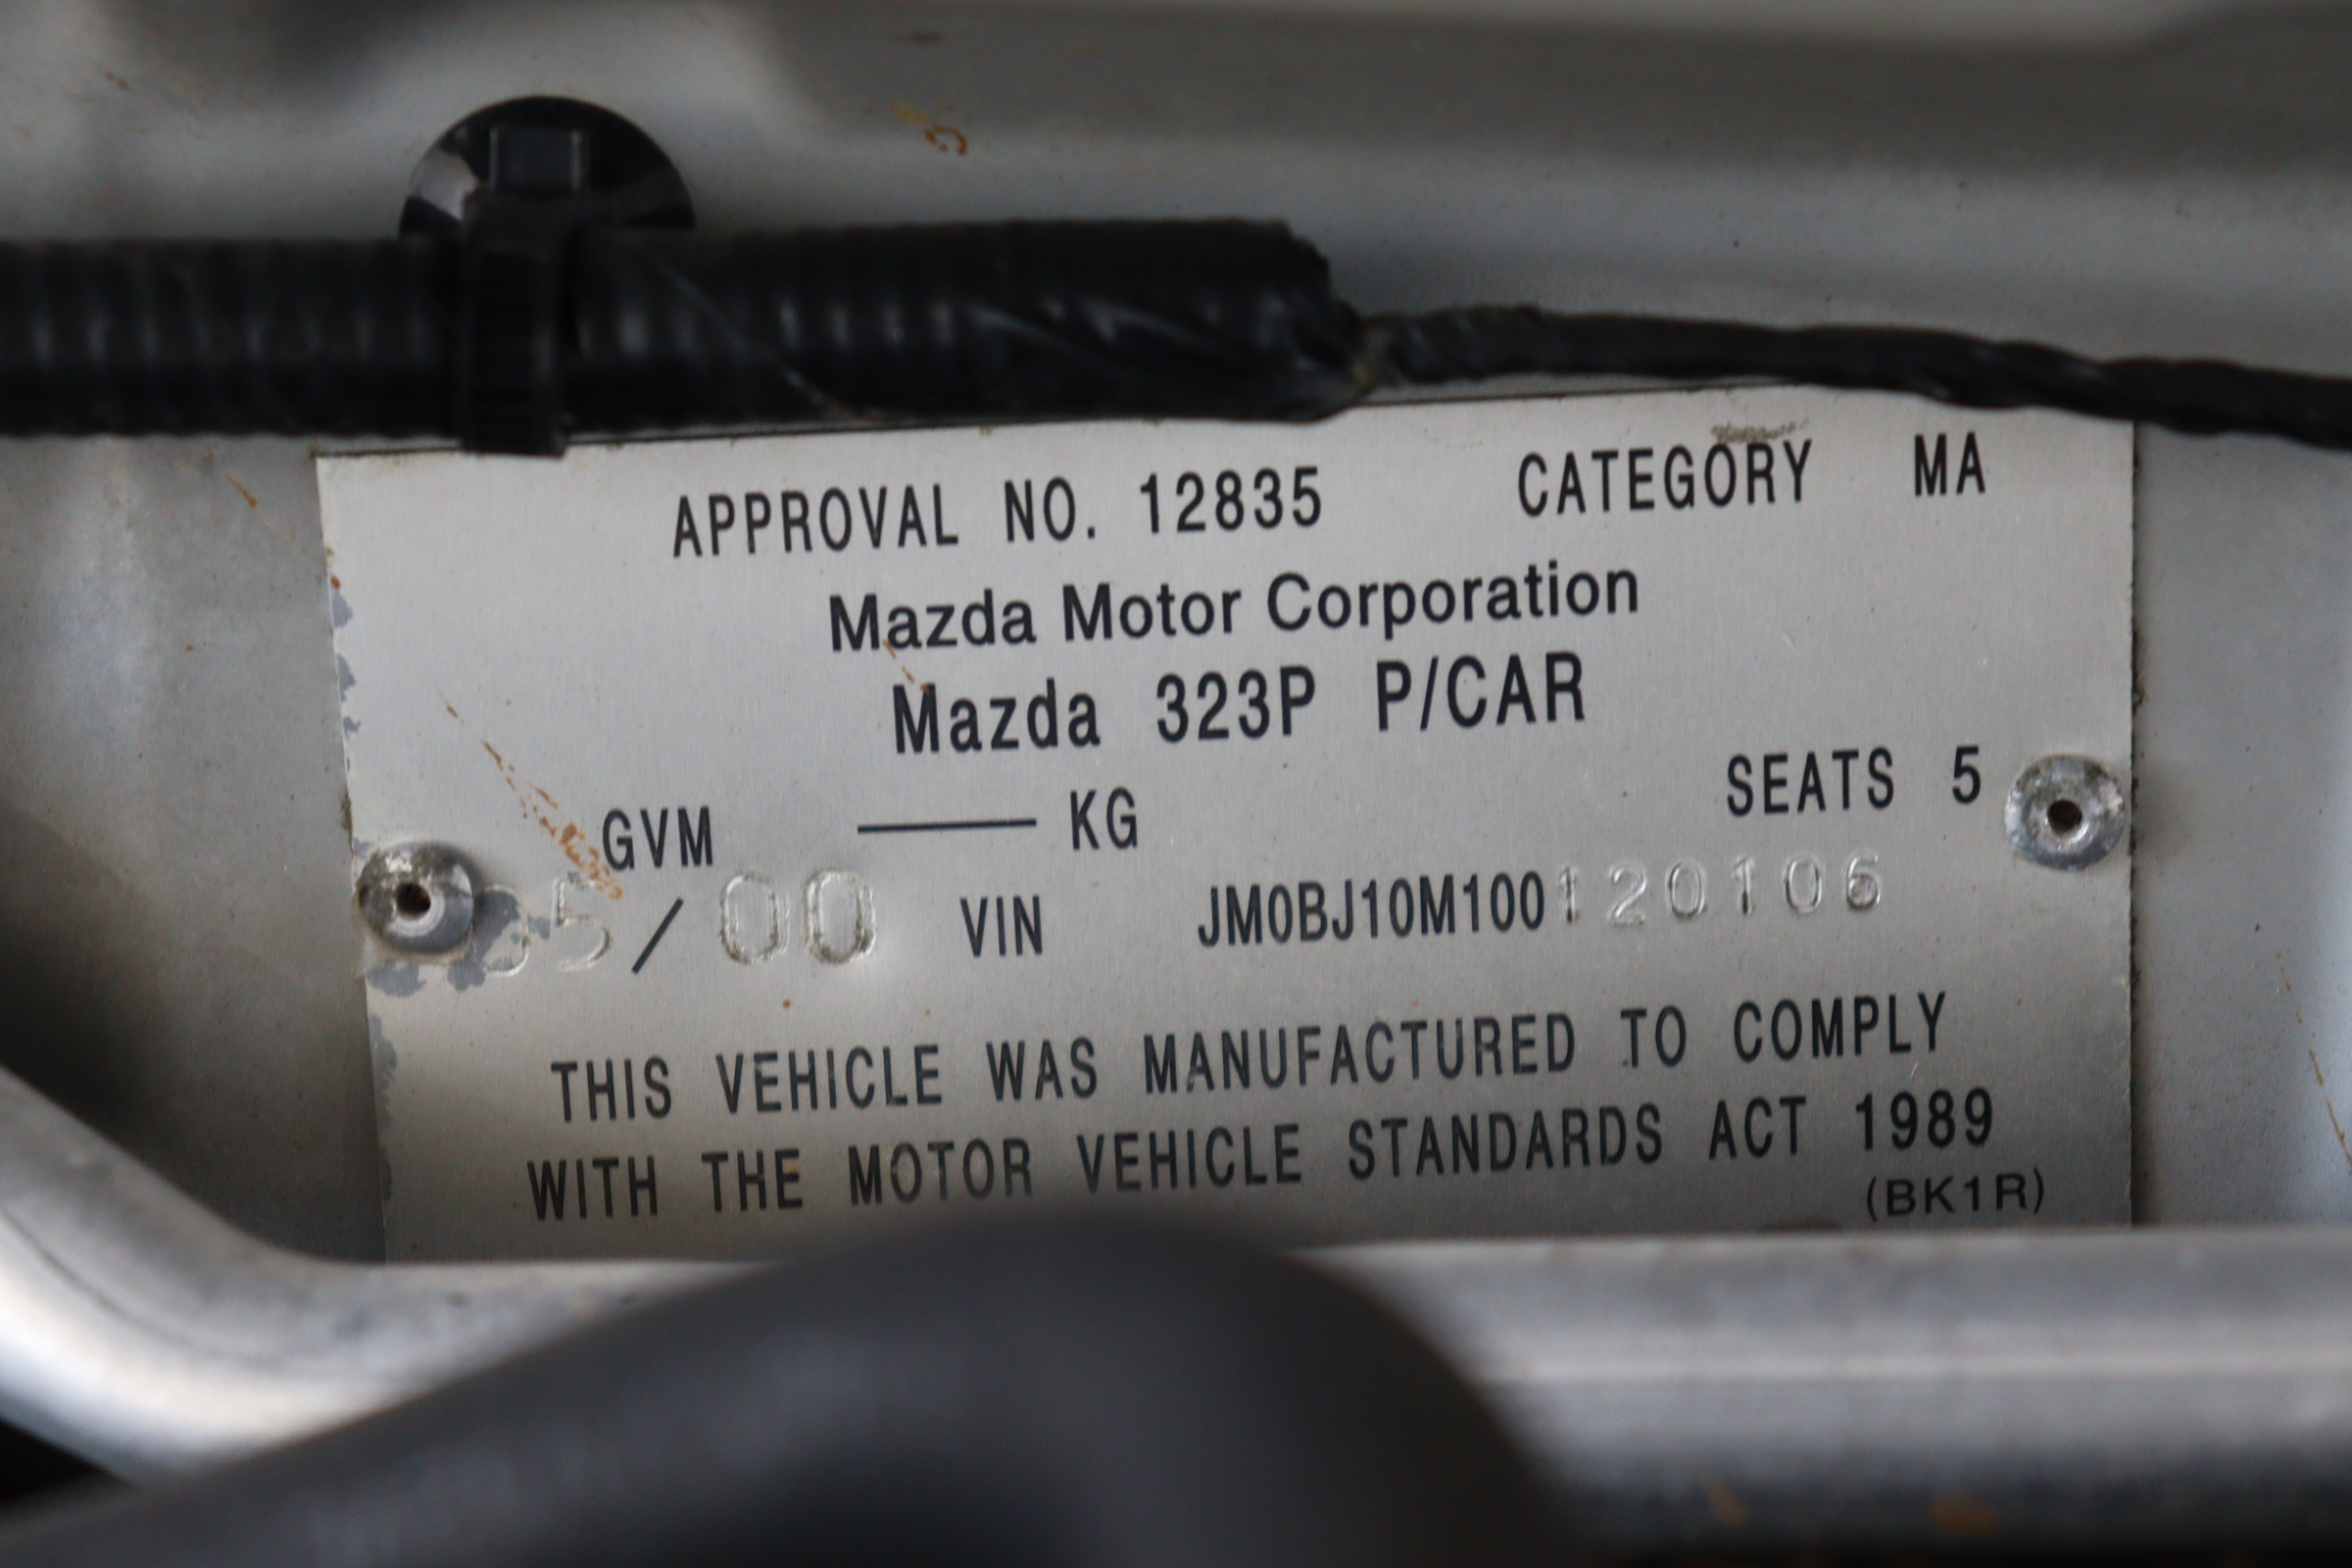 APPROVAL NO. 12835 CATEGORY MA
Mazda Motor Corporation
Mazda 323P P/CAR
GVM —— KG SEATS 5
05/00 VIN JM0BJ10M100120106
THIS VEHICLE WAS MANUFACTURED TO COMPLY
WITH THE MOTOR VEHICLE STANDARDS ACT 1989
(BK1R)